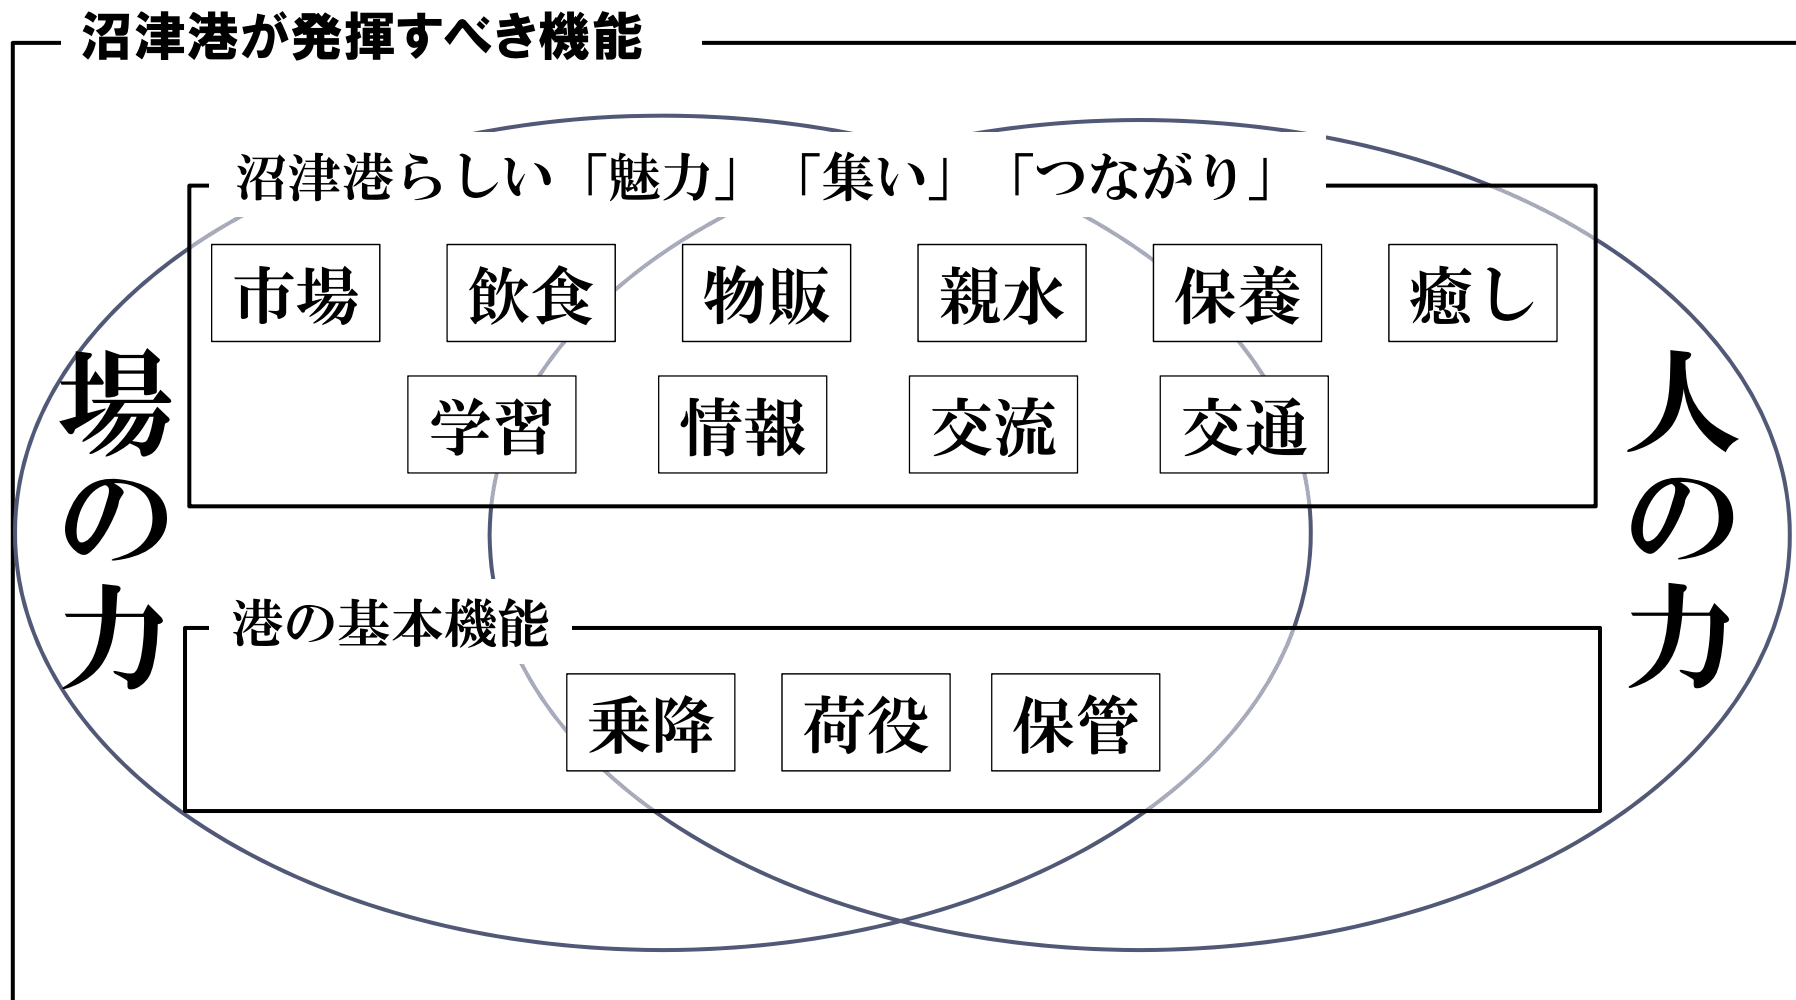 沼津港が発揮すべき機能
沼津港らしい「魅力」「集い」「つながり」
市場 飲食 物販 親水 保養 癒し
学習 情報 交流 交通
場の力
人の力
港の基本機能
乗降 荷役 保管